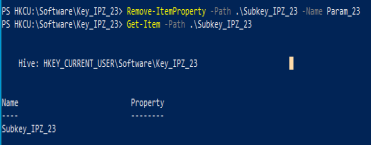 PS HKCU:\Software\Key_IPZ_23> Remove-ItemProperty -Path .\Subkey_IPZ_23 -Name Param_23
PS HKCU:\Software\Key_IPZ_23> Get-Item -Path .\Subkey_IPZ_23
Hive: HKEY_CURRENT_USER\Software\Key_IPZ_23
Name Property
---- --------
Subkey_IPZ_23